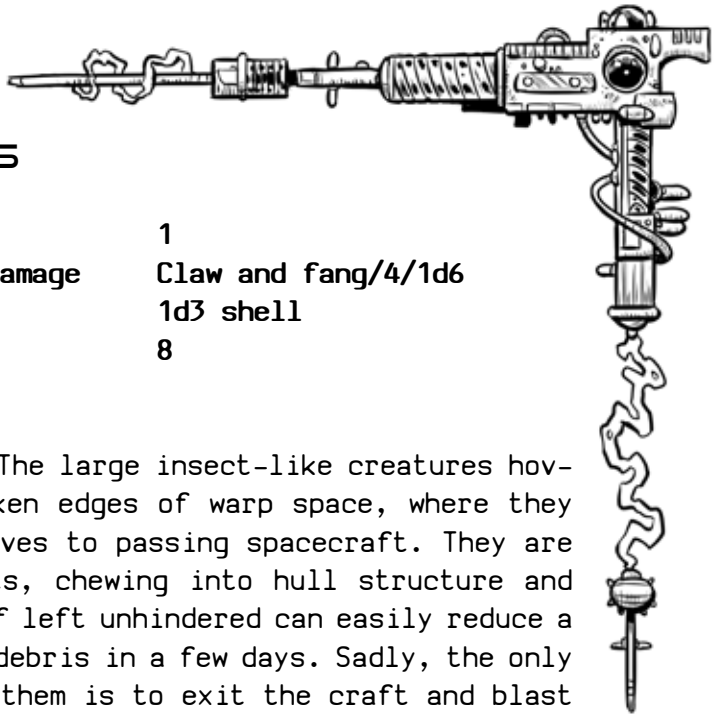 s
1
amage Claw and fang/4/1d6
1d3 shell
8
The large insect-like creatures hov-
ken edges of warp space, where they
ves to passing spacecraft. They are
ts, chewing into hull structure and
f left unhindered can easily reduce a
debris in a few days. Sadly, the only
them is to exit the craft and blast